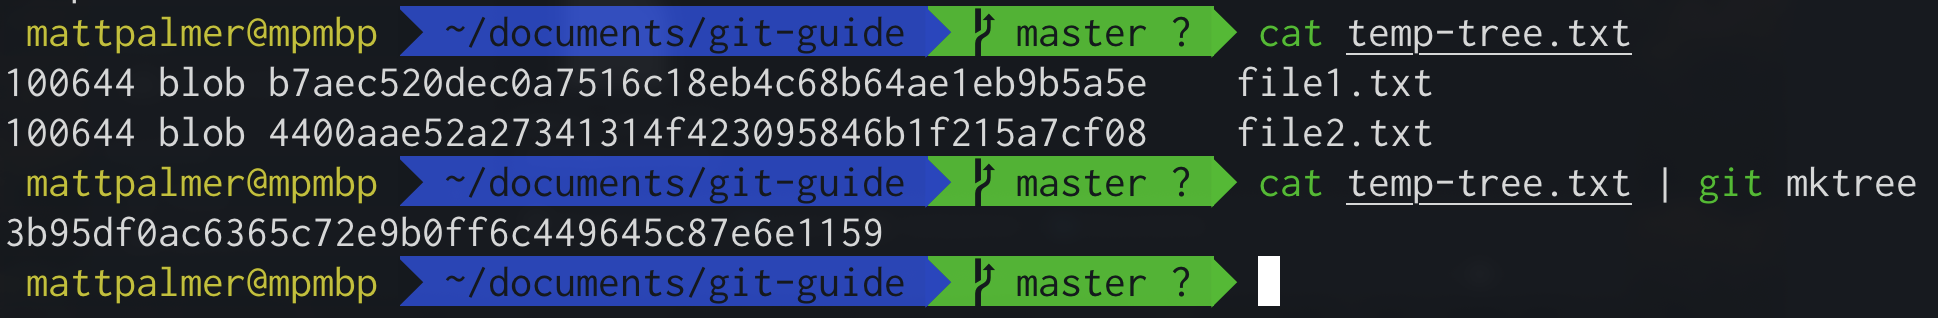 mattpalmer@mpmbp ~/documents/git-guide master ? cat temp-tree.txt
100644 blob b7aec520dec0a7516c18eb4c68b64ae1eb9b5a5e file1.txt
100644 blob 4400aae52a27341314f423095846b1f215a7cf08 file2.txt
mattpalmer@mpmbp ~/documents/git-guide master ? cat temp-tree.txt | git mktree
3b95df0ac6365c72e9b0ff6c449645c87e6e1159
mattpalmer@mpmbp ~/documents/git-guide master ?